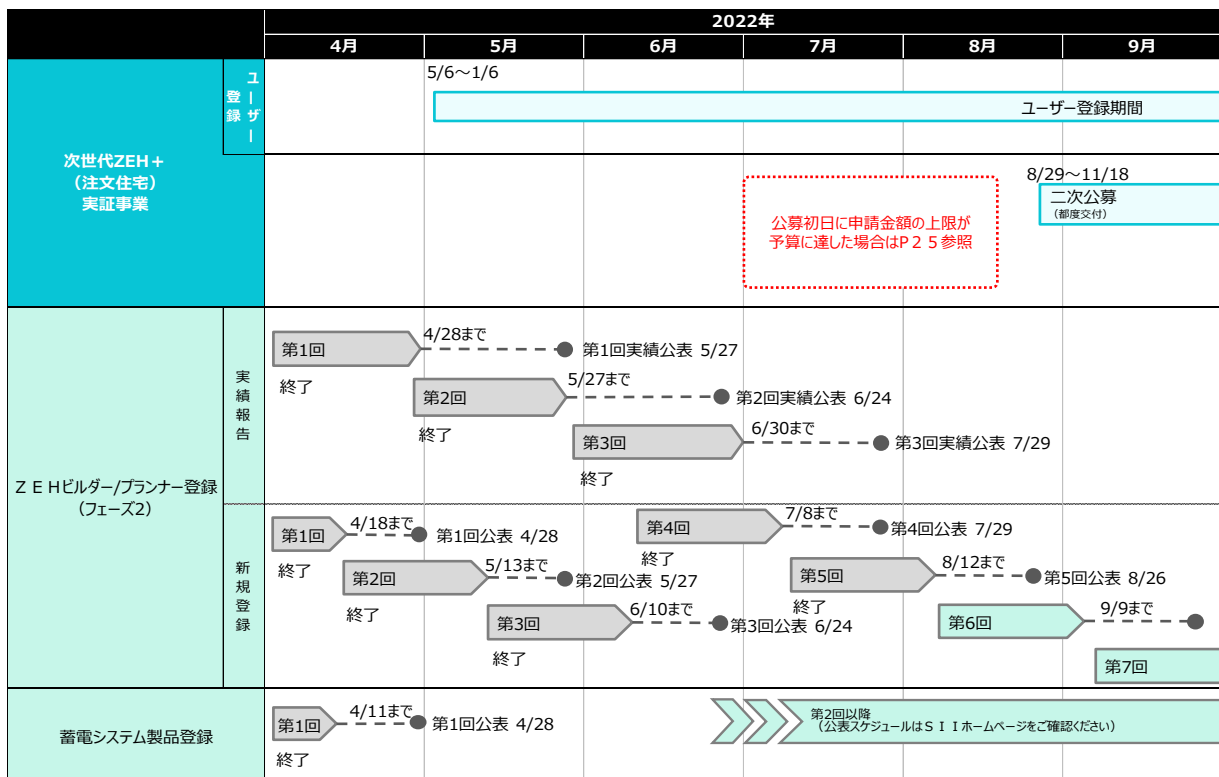 2022年
4月
5月
6月
7月
8月
9月
次世代ZEH+
（注文住宅）
実証事業
ユーザー
登録
5/6～1/6
ユーザー登録期間
8/29～11/18
二次公募
（都度交付）
公募初日に申請金額の上限が
予算に達した場合はP２５参照
ＺＥＨビルダー/プランナー登録
（フェーズ2）
実績報告
第1回
4/28まで
第1回実績公表 5/27
終了
第2回
5/27まで
第2回実績公表 6/24
終了
第3回
6/30まで
第3回実績公表 7/29
終了
新規登録
第1回
4/18まで
第1回公表 4/28
終了
第2回
5/13まで
第2回公表 5/27
終了
第3回
6/10まで
第3回公表 6/24
終了
第4回
7/8まで
第4回公表 7/29
終了
第5回
8/12まで
第5回公表 8/26
終了
第6回
9/9まで
第7回
蓄電システム製品登録
第1回
4/11まで
第1回公表 4/28
終了
第2回以降
（公表スケジュールはＳＩＩホームページをご確認ください）